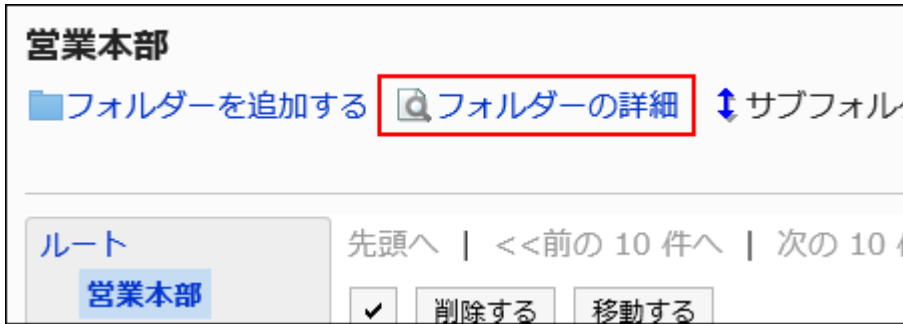 営業本部
フォルダーを追加する フォルダーの詳細 サブフォル
ルート 先頭へ | <<前の 10 件へ | 次の 10
営業本部 削除する 移動する